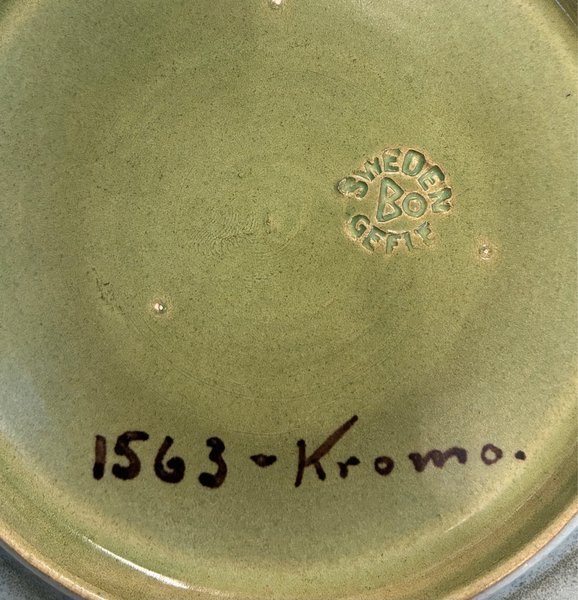 SWEDEN
BO
GEFLE
1563-Kromo.